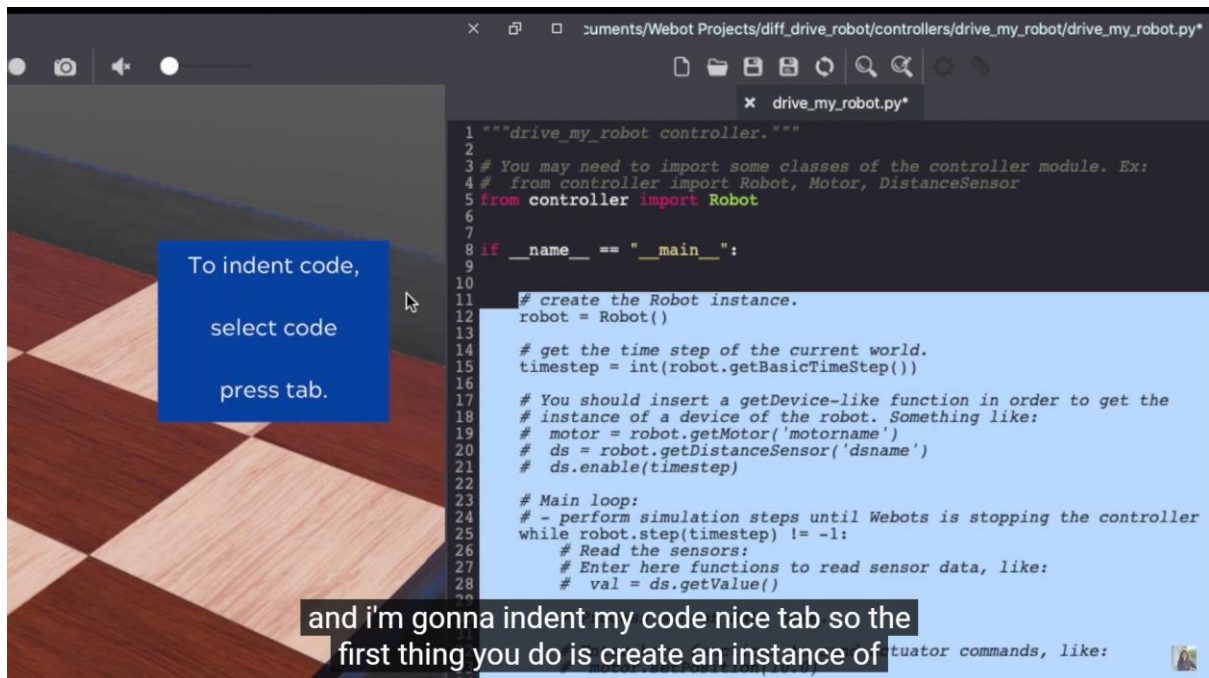 :uments/Webot Projects/diff_drive_robot/controllers/drive_my_robot/drive_my_robot.py*
drive_my_robot.py*
To indent code,
select code
press tab.
1 """drive_my_robot controller."""
2
3 # You may need to import some classes of the controller module. Ex:
4 #  from controller import Robot, Motor, DistanceSensor
5 from controller import Robot
6
7
8 if __name__ == "__main__":
9
10
11     # create the Robot instance.
12     robot = Robot()
13
14     # get the time step of the current world.
15     timestep = int(robot.getBasicTimeStep())
16
17     # You should insert a getDevice-like function in order to get the
18     # instance of a device of the robot. Something like:
19     #  motor = robot.getMotor('motorname')
20     #  ds = robot.getDistanceSensor('dsname')
21     #  ds.enable(timestep)
22
23     # Main loop:
24     # - perform simulation steps until Webots is stopping the controller
25     while robot.step(timestep) != -1:
26         # Read the sensors:
27         # Enter here functions to read sensor data, like:
28         #  val = ds.getValue()
29
and i'm gonna indent my code nice tab so the
first thing you do is create an instance of
commands, like: